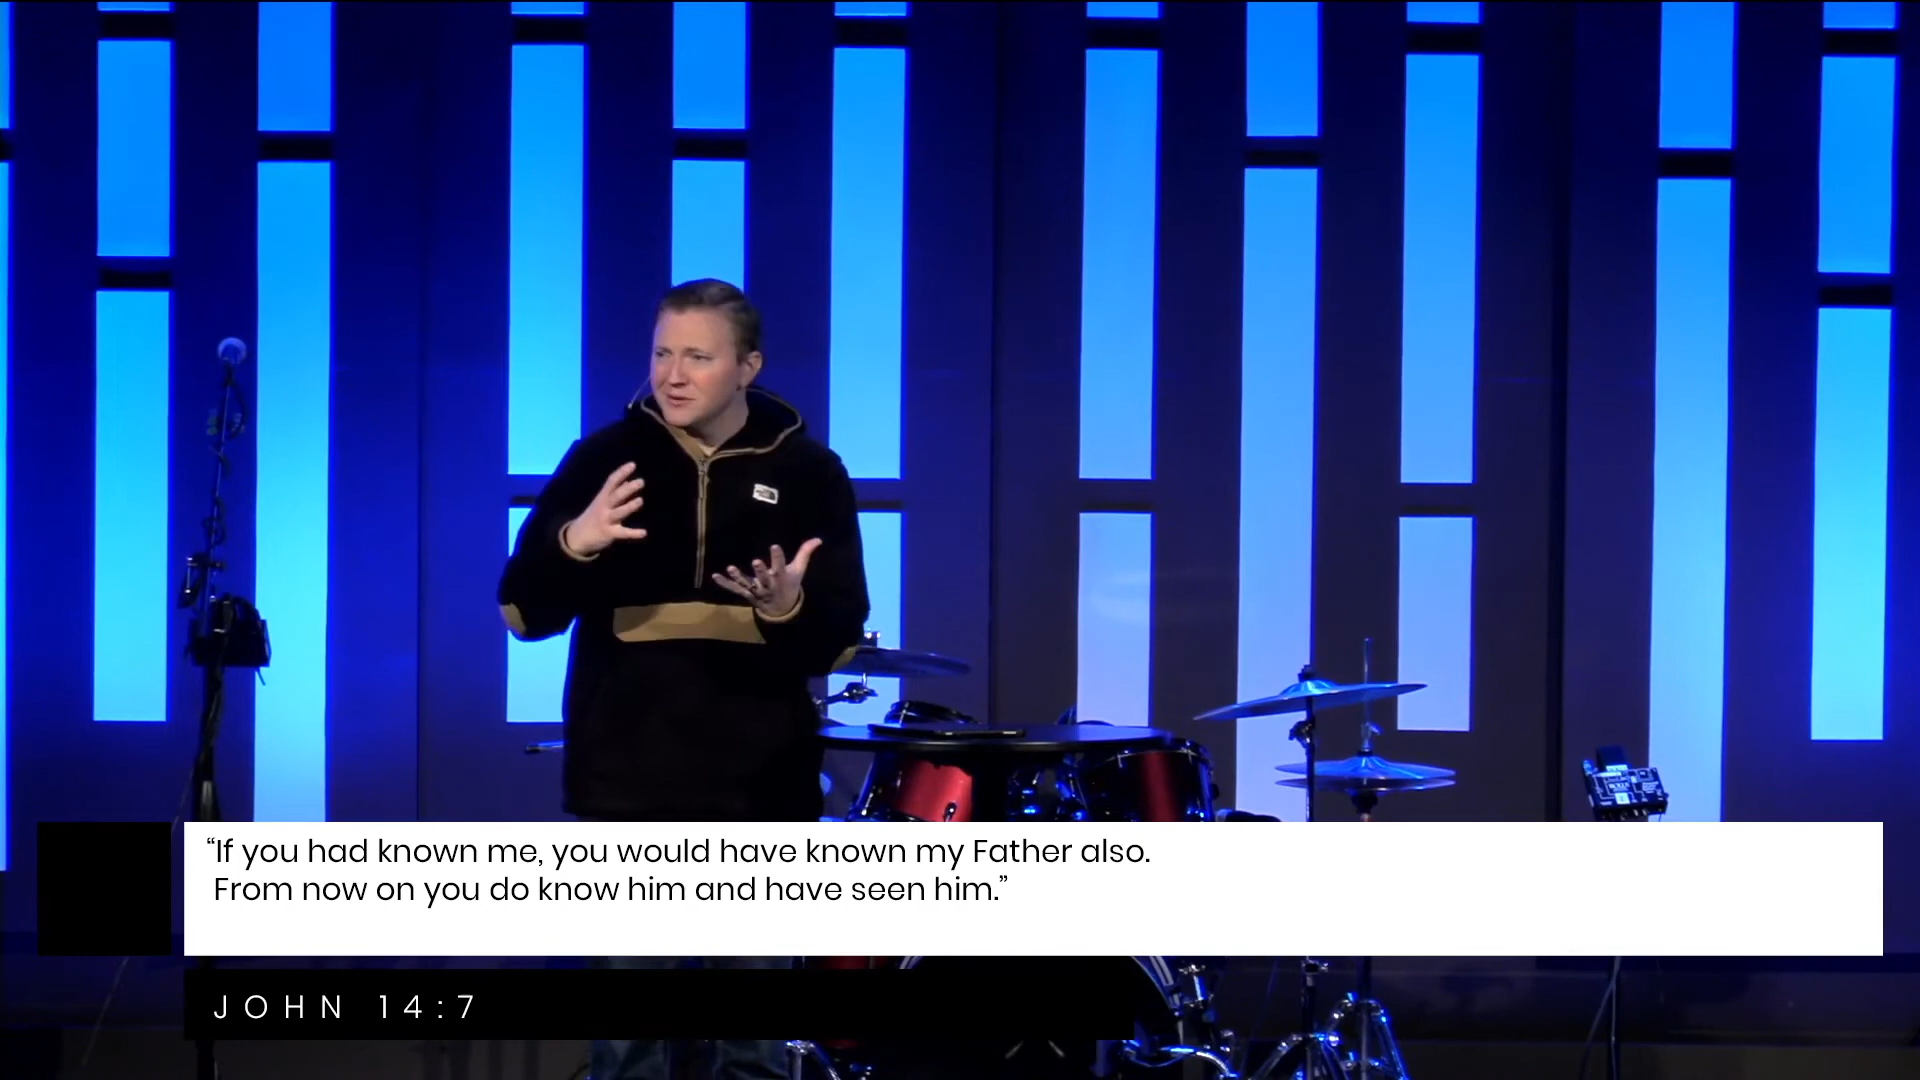 “If you had known me, you would have known my Father also.
From now on you do know him and have seen him.”
JOHN 14:7